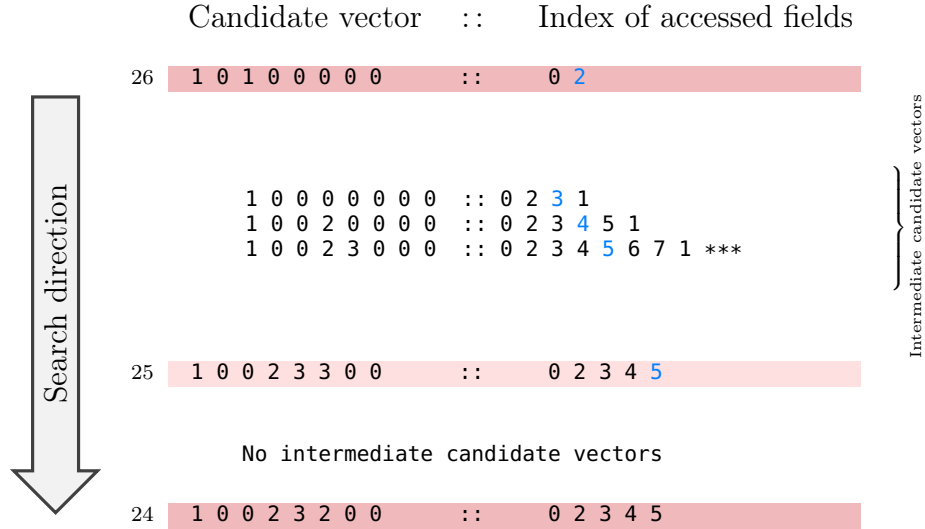 Candidate vector :: Index of accessed fields
26 1 0 1 0 0 0 0 0 :: 0 2
1 0 0 0 0 0 0 0 :: 0 2 3 1
1 0 0 2 0 0 0 0 :: 0 2 3 4 5 1
1 0 0 2 3 0 0 0 :: 0 2 3 4 5 6 7 1 ***
25 1 0 0 2 3 3 0 0 :: 0 2 3 4 5
No intermediate candidate vectors
24 1 0 0 2 3 2 0 0 :: 0 2 3 4 5
Search direction
Intermediate candidate vectors